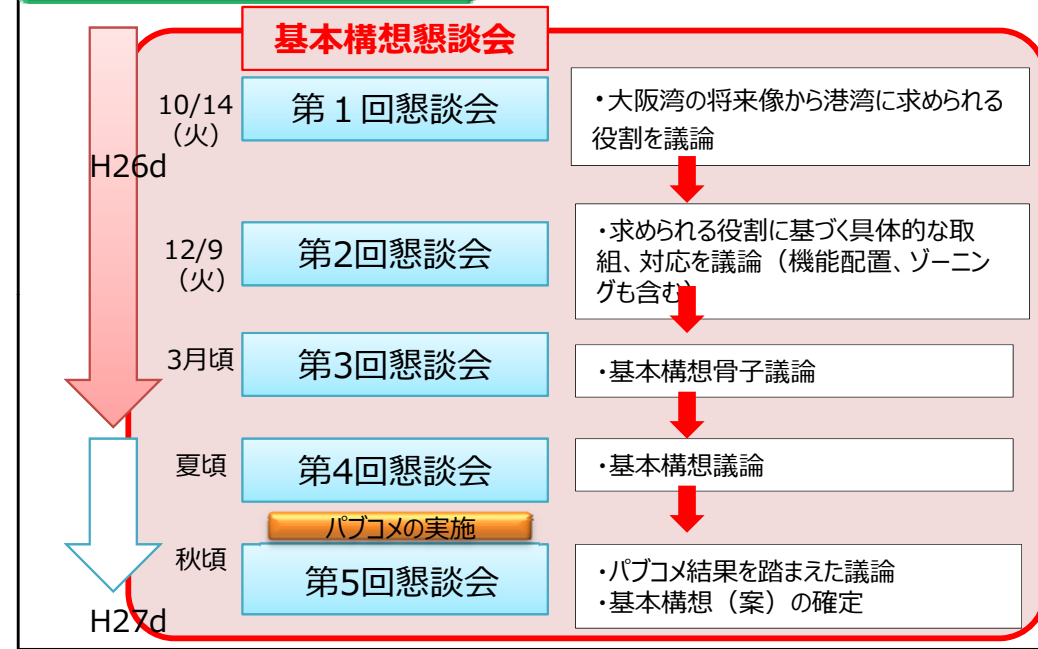 基本構想懇談会
10/14
（火）
第１回懇談会
・大阪湾の将来像から港湾に求められる
役割を議論
H26d
12/9
（火）
第2回懇談会
・求められる役割に基づく具体的な取
組、対応を議論（機能配置、ゾーニン
グも含む）
3月頃
第3回懇談会
・基本構想骨子議論
夏頃
第4回懇談会
・基本構想議論
パブコメの実施
秋頃
第5回懇談会
・パブコメ結果を踏まえた議論
・基本構想（案）の確定
H27d